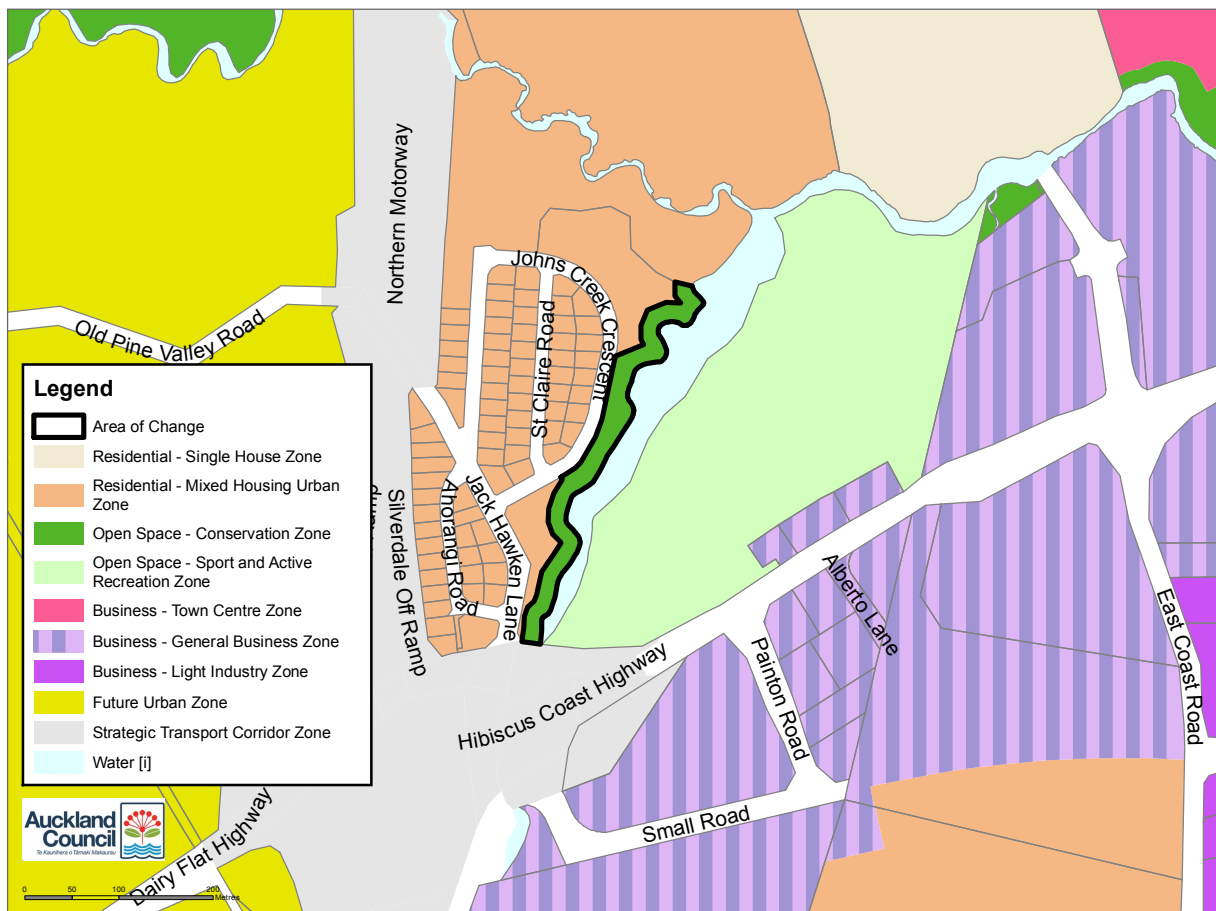 Northern Motorway
Johns Creek Crescent
Old Pine Valley Road
St Claire Road
Legend
Area of Change
Residential - Single House Zone
Residential - Mixed Housing Urban
Zone
Open Space - Conservation Zone
Open Space - Sport and Active
Recreation Zone
Business - Town Centre Zone
Business - General Business Zone
Business - Light Industry Zone
Future Urban Zone
Strategic Transport Corridor Zone
Water [i]
Silverdale Off Ramp
Ahorangi Road
Jack Hawken Lane
Hibiscus Coast Highway
Alberto Lane
Painton Road
East Coast Road
Small Road
Dairy Flat Highway
Auckland
Council
Te Kaunihera o Tāmaki Makaurau
0 50 100 200
Metres